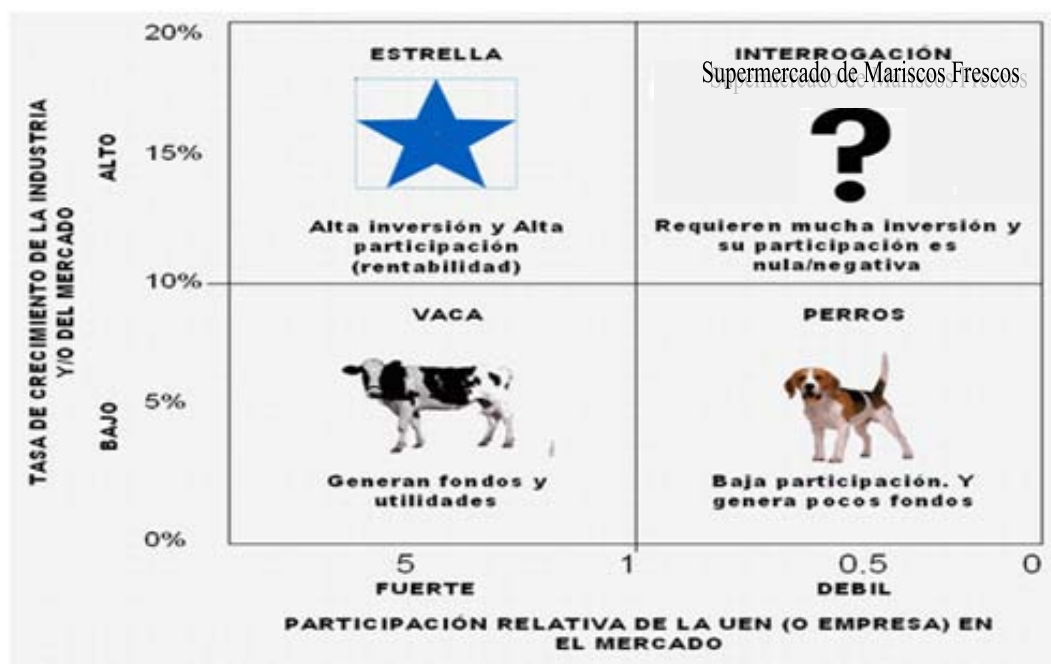 20%
ESTRELLA
INTERROGACIÓN
Supermercado de Mariscos Frescos
?
TASA DE CRECIMIENTO DE LA INDUSTRIA
Y/O DEL MERCADO
ALTO
15%
Alta inversión y Alta
participación
(rentabilidad)
Requieren mucha inversión y
su participación es
nula/negativa
10%
VACA
PERROS
5%
BAJO
Generan fondos y
utilidades
Baja participación. Y
genera pocos fondos
0%
5
1
0.5
0
FUERTE
DEBIL
PARTICIPACIÓN RELATIVA DE LA UEN (O EMPRESA) EN
EL MERCADO